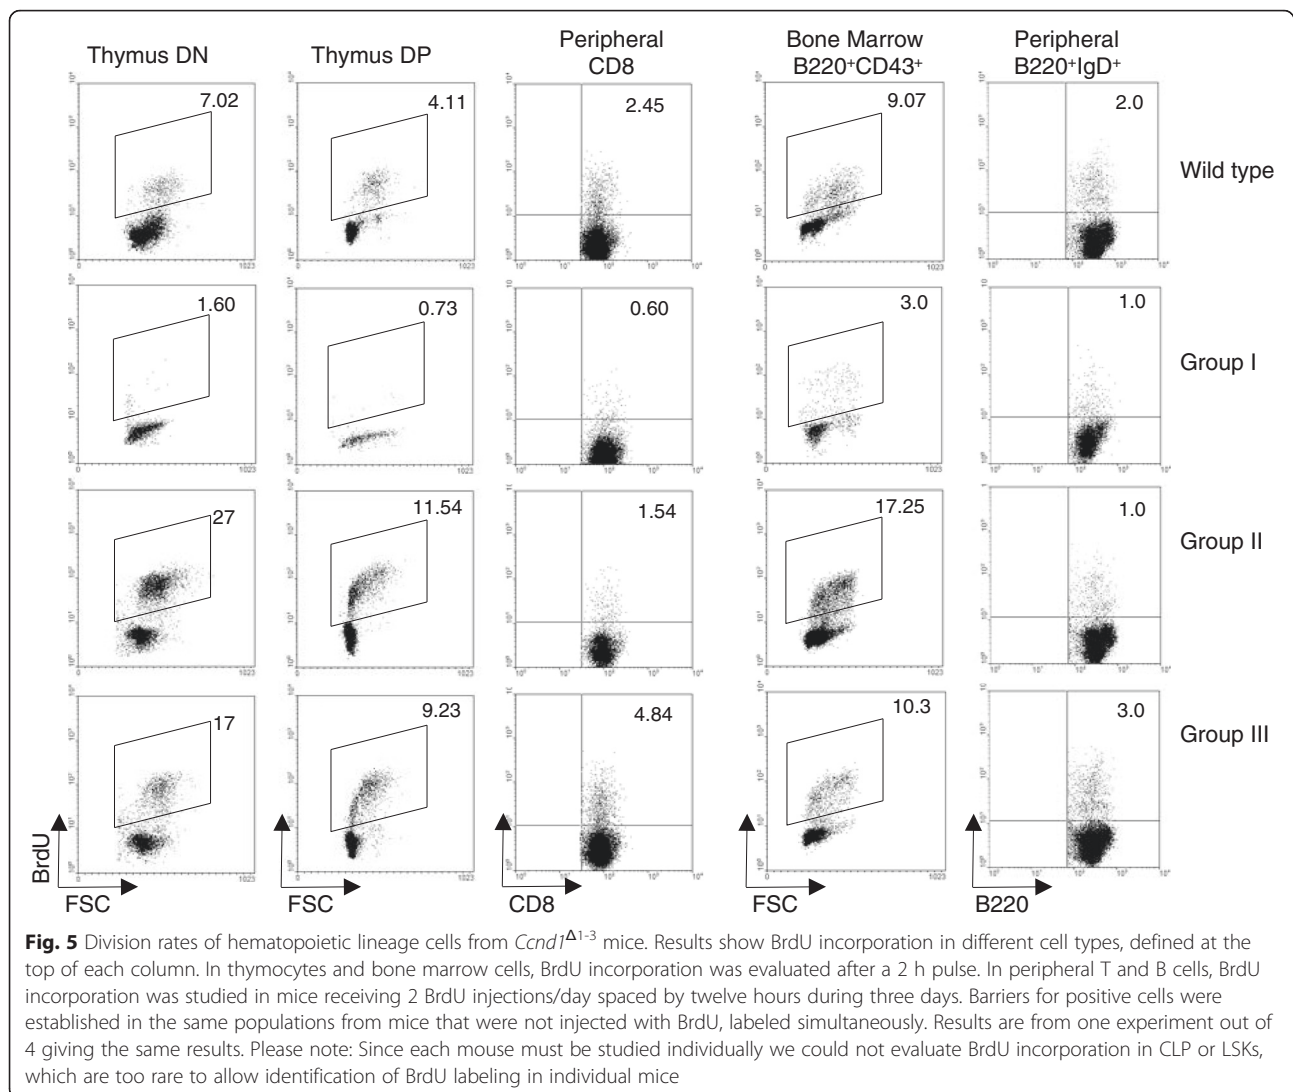 Thymus DN
Thymus DP
Peripheral
CD8
Bone Marrow
B220⁺CD43⁺
Peripheral
B220⁺IgD⁺
7.02
4.11
2.45
9.07
2.0
Wild type
1.60
0.73
0.60
3.0
1.0
Group I
27
11.54
1.54
17.25
1.0
Group II
17
9.23
4.84
10.3
3.0
Group III
BrdU
FSC
FSC
CD8
FSC
B220
Fig. 5 Division rates of hematopoietic lineage cells from Ccnd1^Δ1-3 mice. Results show BrdU incorporation in different cell types, defined at the
top of each column. In thymocytes and bone marrow cells, BrdU incorporation was evaluated after a 2 h pulse. In peripheral T and B cells, BrdU
incorporation was studied in mice receiving 2 BrdU injections/day spaced by twelve hours during three days. Barriers for positive cells were
established in the same populations from mice that were not injected with BrdU, labeled simultaneously. Results are from one experiment out of
4 giving the same results. Please note: Since each mouse must be studied individually we could not evaluate BrdU incorporation in CLP or LSKs,
which are too rare to allow identification of BrdU labeling in individual mice